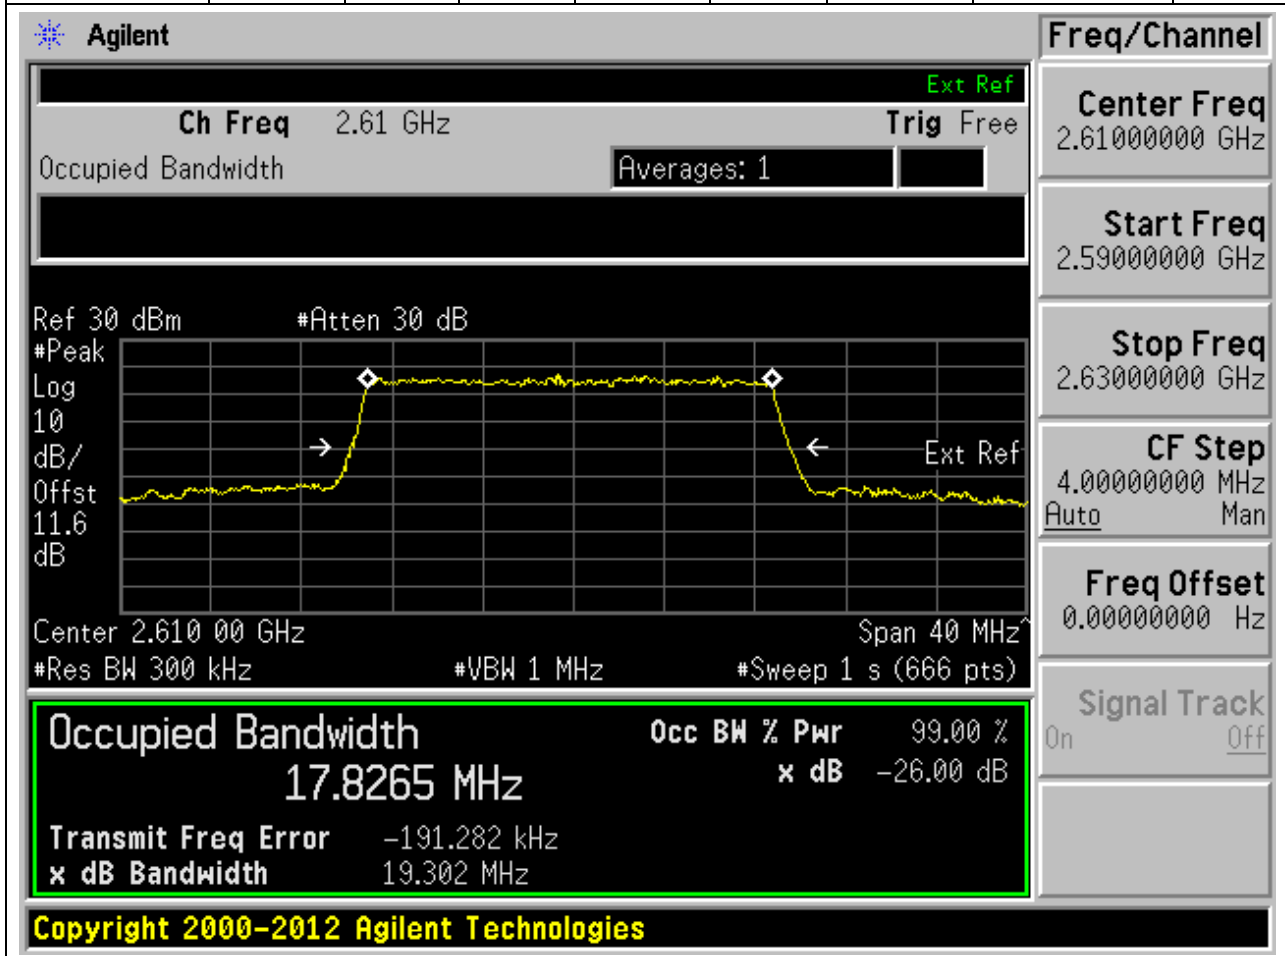 Agilent
Freq/Channel
Ext Ref
Ch Freq 2.61 GHz Trig Free
Occupied Bandwidth Averages: 1
Center Freq
2.61000000 GHz
Start Freq
2.59000000 GHz
Stop Freq
2.63000000 GHz
CF Step
4.00000000 MHz
Auto Man
Freq Offset
0.00000000 Hz
Signal Track
On Off
Ref 30 dBm #Atten 30 dB
#Peak
Log
10
dB/
Offst
11.6
dB
Ext Ref
Center 2.610 00 GHz Span 40 MHz^
#Res BW 300 kHz #VBW 1 MHz #Sweep 1 s (666 pts)
Occupied Bandwidth Occ BW % Pwr 99.00 %
17.8265 MHz x dB -26.00 dB
Transmit Freq Error -191.282 kHz
x dB Bandwidth 19.302 MHz
Copyright 2000-2012 Agilent Technologies